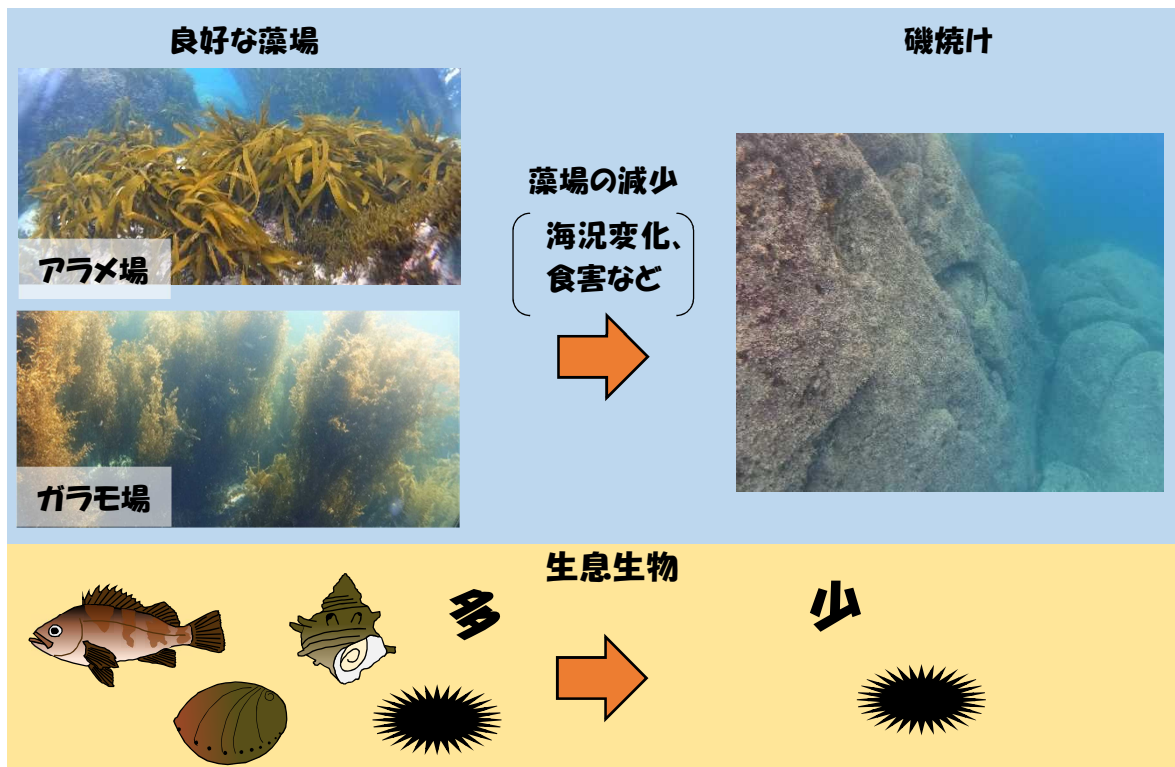 良好な藻場
磯焼け
アラメ場
藻場の減少
海況変化、
食害など
ガラモ場
生息生物
多
少